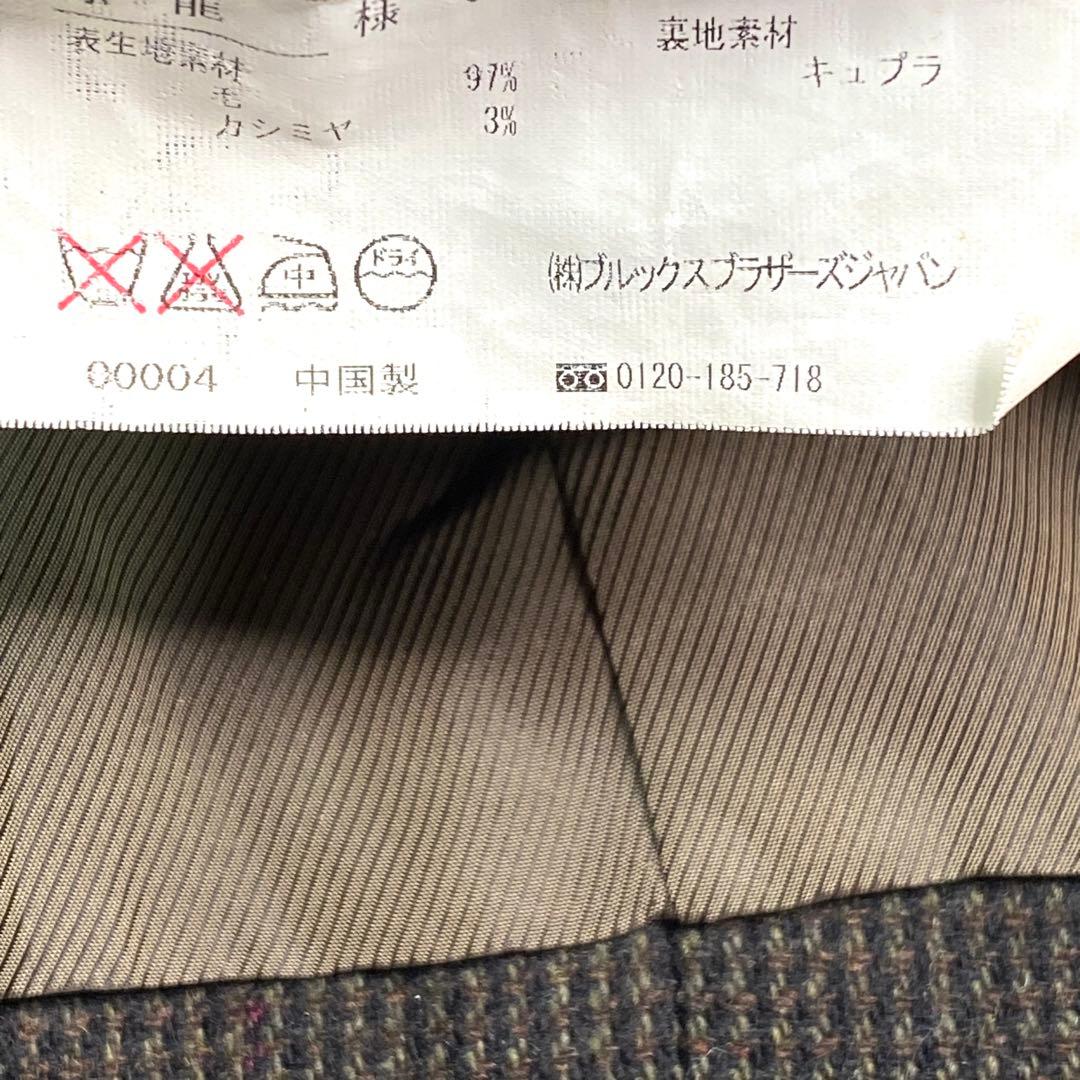 様
表生地素材
毛 97%
カシミヤ 3%
裏地素材
キュプラ
中
ドライ
(株)ブルックスブラザーズジャパン
00004 中国製
0120-185-718